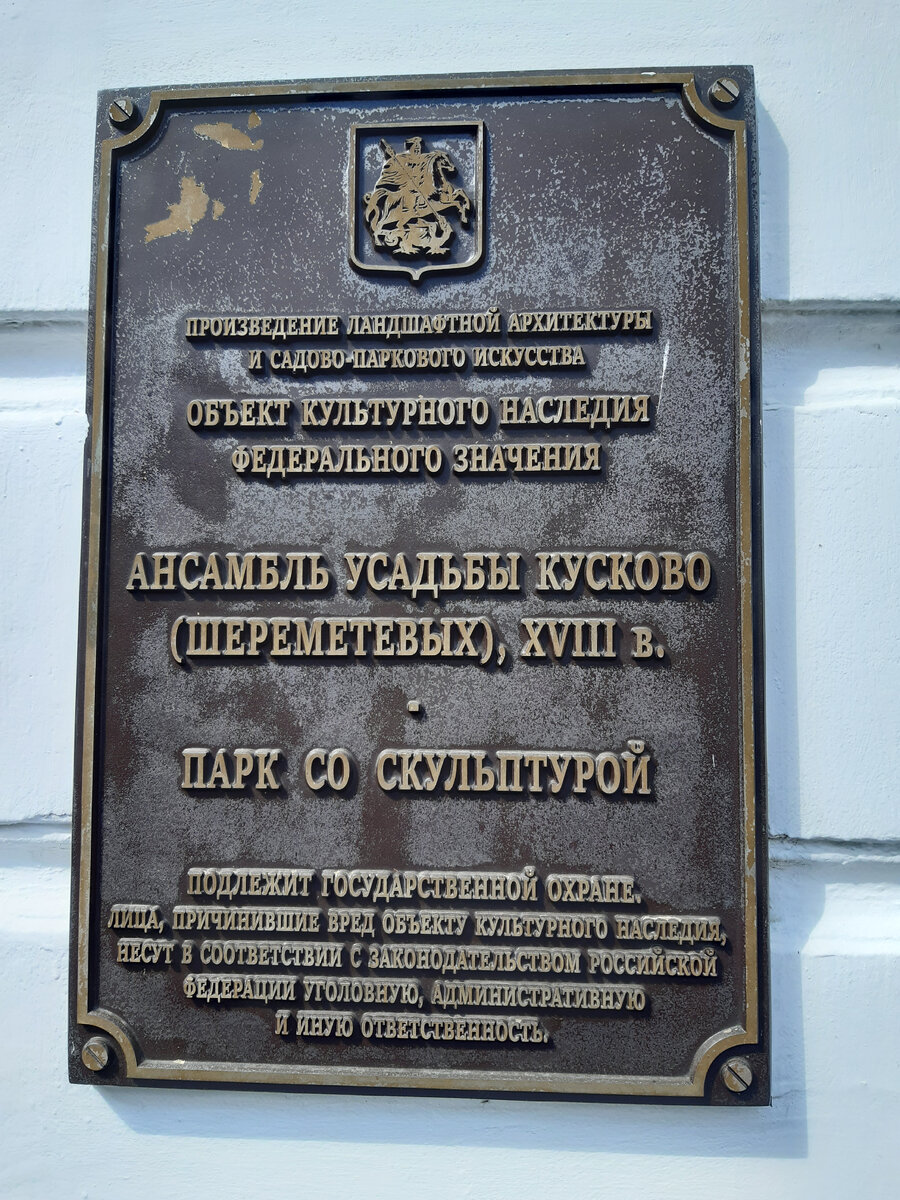 ПРОИЗВЕДЕНИЕ ЛАНДШАФТНОЙ АРХИТЕКТУРЫ
И САДОВО-ПАРКОВОГО ИСКУССТВА
ОБЪЕКТ КУЛЬТУРНОГО НАСЛЕДИЯ
ФЕДЕРАЛЬНОГО ЗНАЧЕНИЯ
АНСАМБЛЬ УСАДЬБЫ КУСКОВО
(ШЕРЕМЕТЕВЫХ), XVIII в.
·
ПАРК СО СКУЛЬПТУРОЙ
ПОДЛЕЖИТ ГОСУДАРСТВЕННОЙ ОХРАНЕ.
ЛИЦА, ПРИЧИНИВШИЕ ВРЕД ОБЪЕКТУ КУЛЬТУРНОГО НАСЛЕДИЯ,
НЕСУТ В СООТВЕТСТВИИ С ЗАКОНОДАТЕЛЬСТВОМ РОССИЙСКОЙ
ФЕДЕРАЦИИ УГОЛОВНУЮ, АДМИНИСТРАТИВНУЮ
И ИНУЮ ОТВЕТСТВЕННОСТЬ.